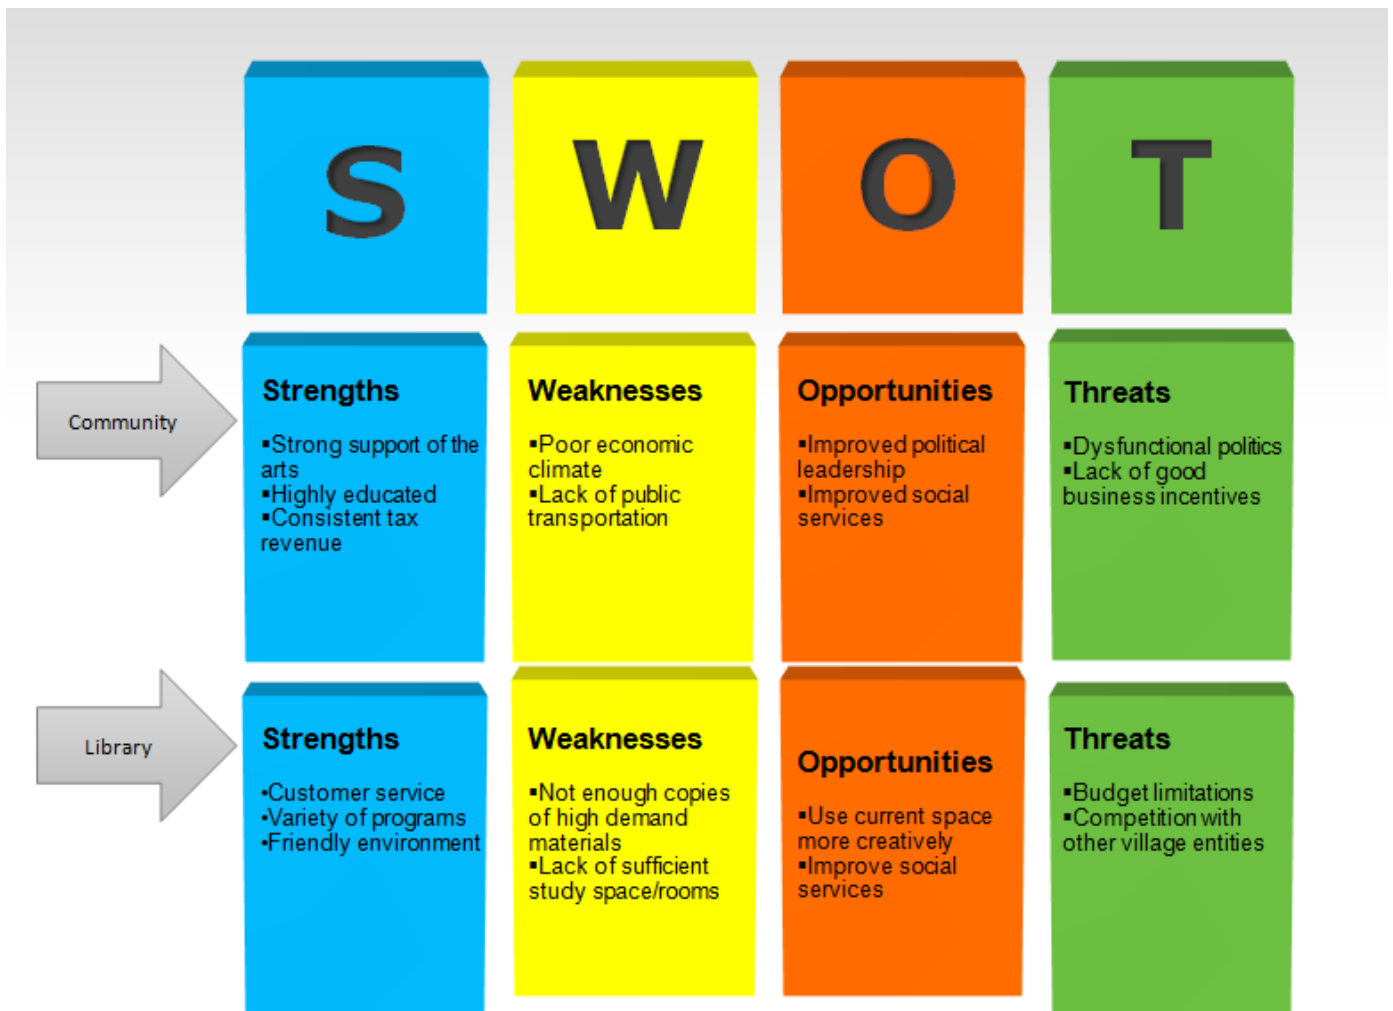 S
W
O
T
Community
Strengths
▪Strong support of the
arts
▪Highly educated
▪Consistent tax
revenue
Weaknesses
▪Poor economic
climate
▪Lack of public
transportation
Opportunities
▪Improved political
leadership
▪Improved social
services
Threats
▪Dysfunctional politics
▪Lack of good
business incentives
Library
Strengths
•Customer service
•Variety of programs
•Friendly environment
Weaknesses
▪Not enough copies
of high demand
materials
▪Lack of sufficient
study space/rooms
Opportunities
▪Use current space
more creatively
▪Improve social
services
Threats
▪Budget limitations
▪Competition with
other village entities